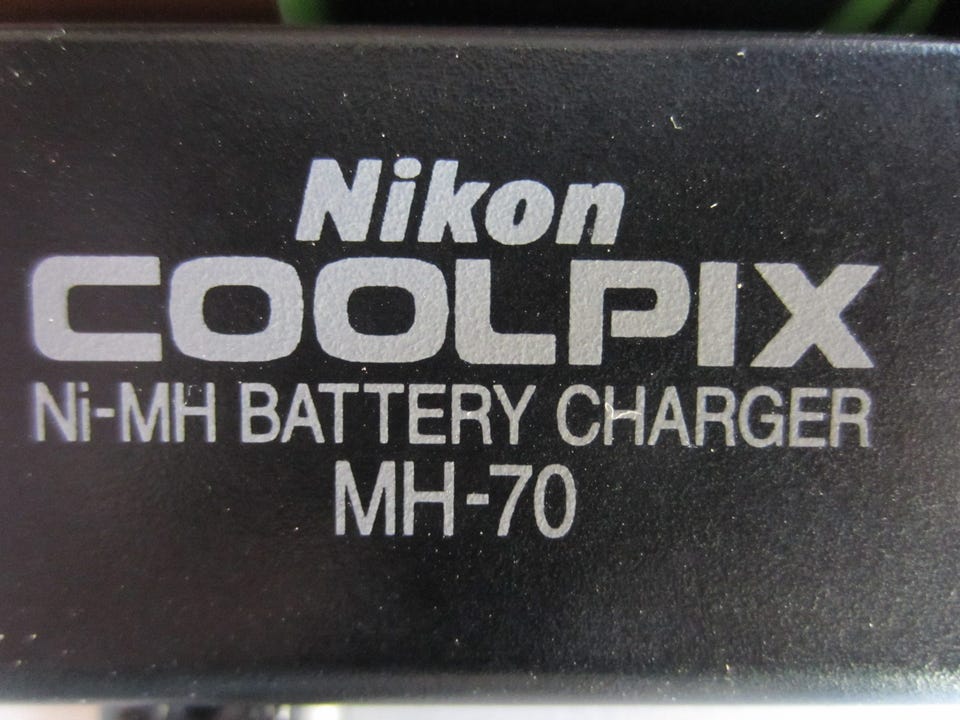 Nikon
COOLPIX
Ni-MH BATTERY CHARGER
MH-70